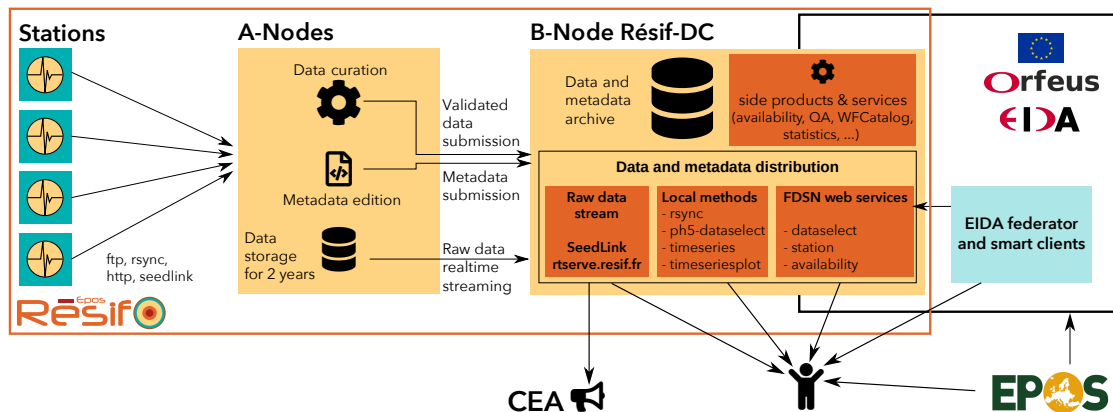 Stations
A-Nodes
B-Node Résif-DC
Data curation
Metadata edition
Data
storage
for 2 years
ftp, rsync,
http, seedlink
Validated
data
submission
Metadata
submission
Raw data
realtime
streaming
Data and
metadata
archive
side products & services
(availability, QA, WFCatalog,
statistics, ...)
Data and metadata distribution
Raw data
stream
SeedLink
rtserve.resif.fr
Local methods
- rsync
- ph5-dataselect
- timeseries
- timeseriesplot
FDSN web services
- dataselect
- station
- availability
Orfeus
EIDA
EIDA federator
and smart clients
Epos
Résif
CEA
EPOS